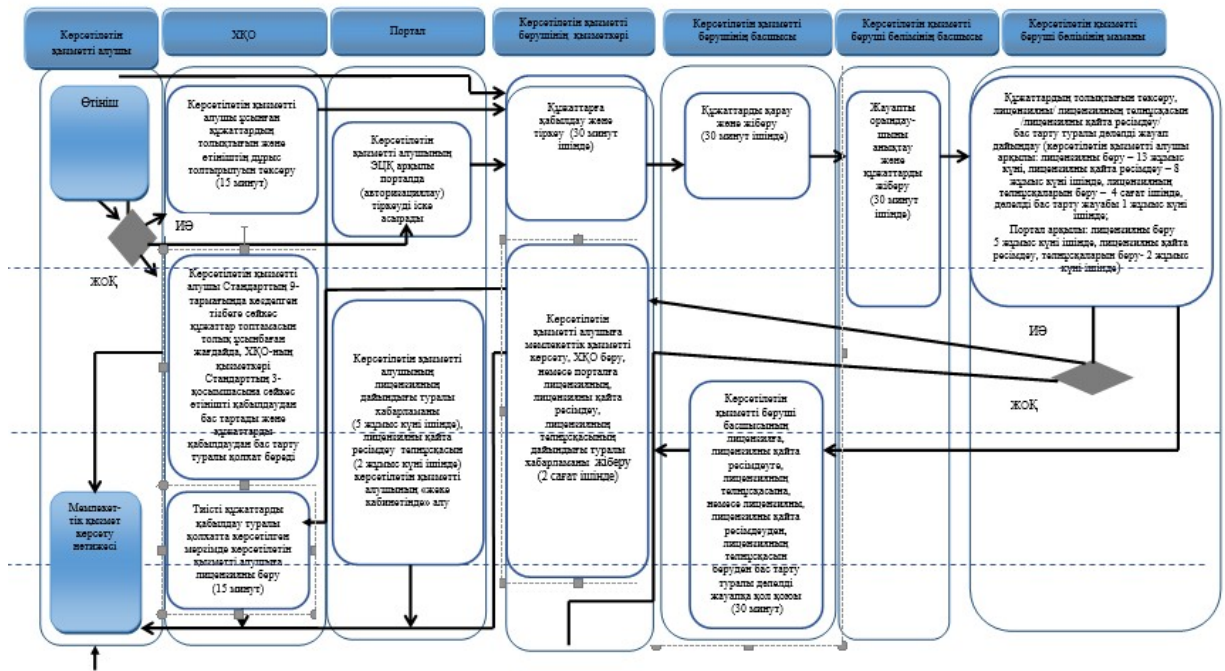 Көрсетілетін
қызметті алушы
ХҚО
Портал
Көрсетілетін қызметті
берушінің қызметкері
Көрсетілетін қызметті
берушінің басшысы
Көрсетілетін қызметті
беруші бөлімінің басшысы
Көрсетілетін қызметті
беруші бөлімінің маманы
Өтініш
Көрсетілетін қызметті
алушы ұсынған
құжаттардың
толықтығын және
өтініштің дұрыс
толтырылуын тексеру
(15 минут)
Көрсетілетін
қызметті алушының
ЭЦҚ арқылы
порталда
(авторизациялау)
тіркеуді іске
асырады
Құжаттарға
қабылдау және
тіркеу (30 минут
ішінде)
Құжаттарды қарау
және жіберу
(30 минут ішінде)
Жауапты
орындау-
шыны
анықтау
және
құжаттарды
жіберу
(30 минут
ішінде)
Құжаттардың толықтығын тексеру,
лицензияны/ лицензияның телнұсқасын
/лицензияны қайта ресімдеу/
бас тарту туралы дәлелді жауап
дайындау (көрсетілетін қызметті алушы
арқылы: лицензияны беру – 13 жұмыс
күні, лицензияны қайта ресімдеу – 8
жұмыс күні ішінде, лицензияның
телнұсқаларын беру – 4 сағат ішінде,
дәлелді бас тарту жауабы 1 жұмыс күні
ішінде;
Портал арқылы: лицензияны беру
5 жұмыс күні ішінде, лицензияны қайта
ресімдеу, телнұсқаларын беру- 2 жұмыс
күні ішінде)
ИӘ
ЖОҚ
Көрсетілетін қызметті
алушы Стандарттың 9-
тармағында көзделген
тізбеге сәйкес
құжаттар топтамасын
толық ұсынбаған
жағдайда, ХҚО-ның
қызметкері
Стандарттың 3-
қосымшасына сәйкес
өтінішті қабылдаудан
бас тартады және
құжаттарды
қабылдаудан бас тарту
туралы қолхат береді
Көрсетілетін қызметті
алушының
лицензияның
дайындығы туралы
хабарламаны
(5 жұмыс күні ішінде),
лицензияны қайта
ресімдеу телнұсқасын
(2 жұмыс күні ішінде)
көрсетілетін қызметті
алушының «жеке
кабинетінде» алу
Көрсетілетін
қызметті алушыға
мемлекеттік қызметті
көрсету, ХҚО беру,
немесе порталға
лицензияның,
лицензияны қайта
ресімдеу,
лицензияның
телнұсқасының
дайындығы туралы
хабарламаны жіберу
(2 сағат ішінде)
ИӘ
ЖОҚ
Көрсетілетін
қызметті беруші
басшысының
лицензияға,
лицензияны қайта
ресімдеуге,
лицензияның
телнұсқасына,
немесе лицензияны,
лицензияны қайта
ресімдеуден,
лицензияның
телнұсқасын
беруден бас тарту
туралы дәлелді
жауапқа қол қоюы
(30 минут)
Мемлекет-
тік қызмет
көрсету
нәтижесі
Тиісті құжаттарды
қабылдау туралы
қолхатта көрсетілген
мерзімде көрсетілетін
қызметті алушыға
лицензияны беру
(15 минут)